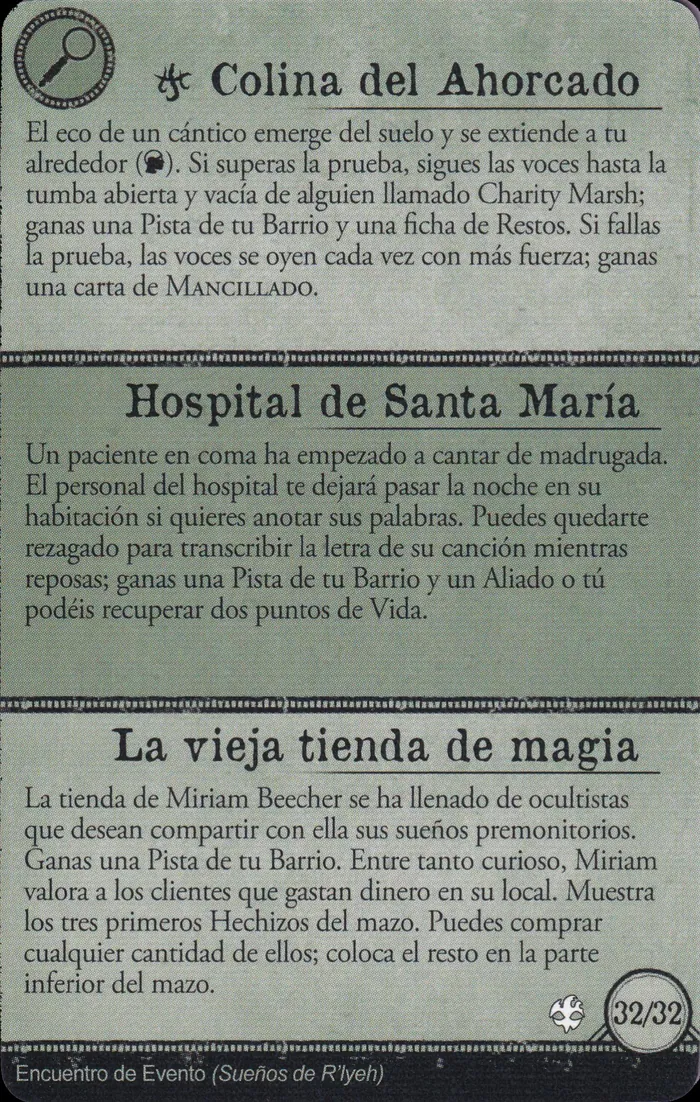 Colina del Ahorcado
El eco de un cántico emerge del suelo y se extiende a tu
alrededor (). Si superas la prueba, sigues las voces hasta la
tumba abierta y vacía de alguien llamado Charity Marsh;
ganas una Pista de tu Barrio y una ficha de Restos. Si fallas
la prueba, las voces se oyen cada vez con más fuerza; ganas
una carta de MANCILLADO.
Hospital de Santa María
Un paciente en coma ha empezado a cantar de madrugada.
El personal del hospital te dejará pasar la noche en su
habitación si quieres anotar sus palabras. Puedes quedarte
rezagado para transcribir la letra de su canción mientras
reposas; ganas una Pista de tu Barrio y un Aliado o tú
podéis recuperar dos puntos de Vida.
La vieja tienda de magia
La tienda de Miriam Beecher se ha llenado de ocultistas
que desean compartir con ella sus sueños premonitorios.
Ganas una Pista de tu Barrio. Entre tanto curioso, Miriam
valora a los clientes que gastan dinero en su local. Muestra
los tres primeros Hechizos del mazo. Puedes comprar
cualquier cantidad de ellos; coloca el resto en la parte
inferior del mazo.
32/32
Encuentro de Evento (Sueños de R'lyeh)